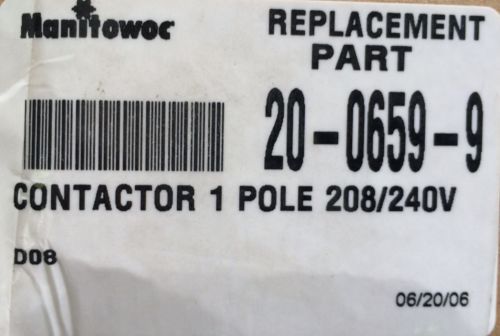 Manitowoc
REPLACEMENT
PART
20-0659-9
CONTACTOR 1 POLE 208/240V
D08
06/20/06